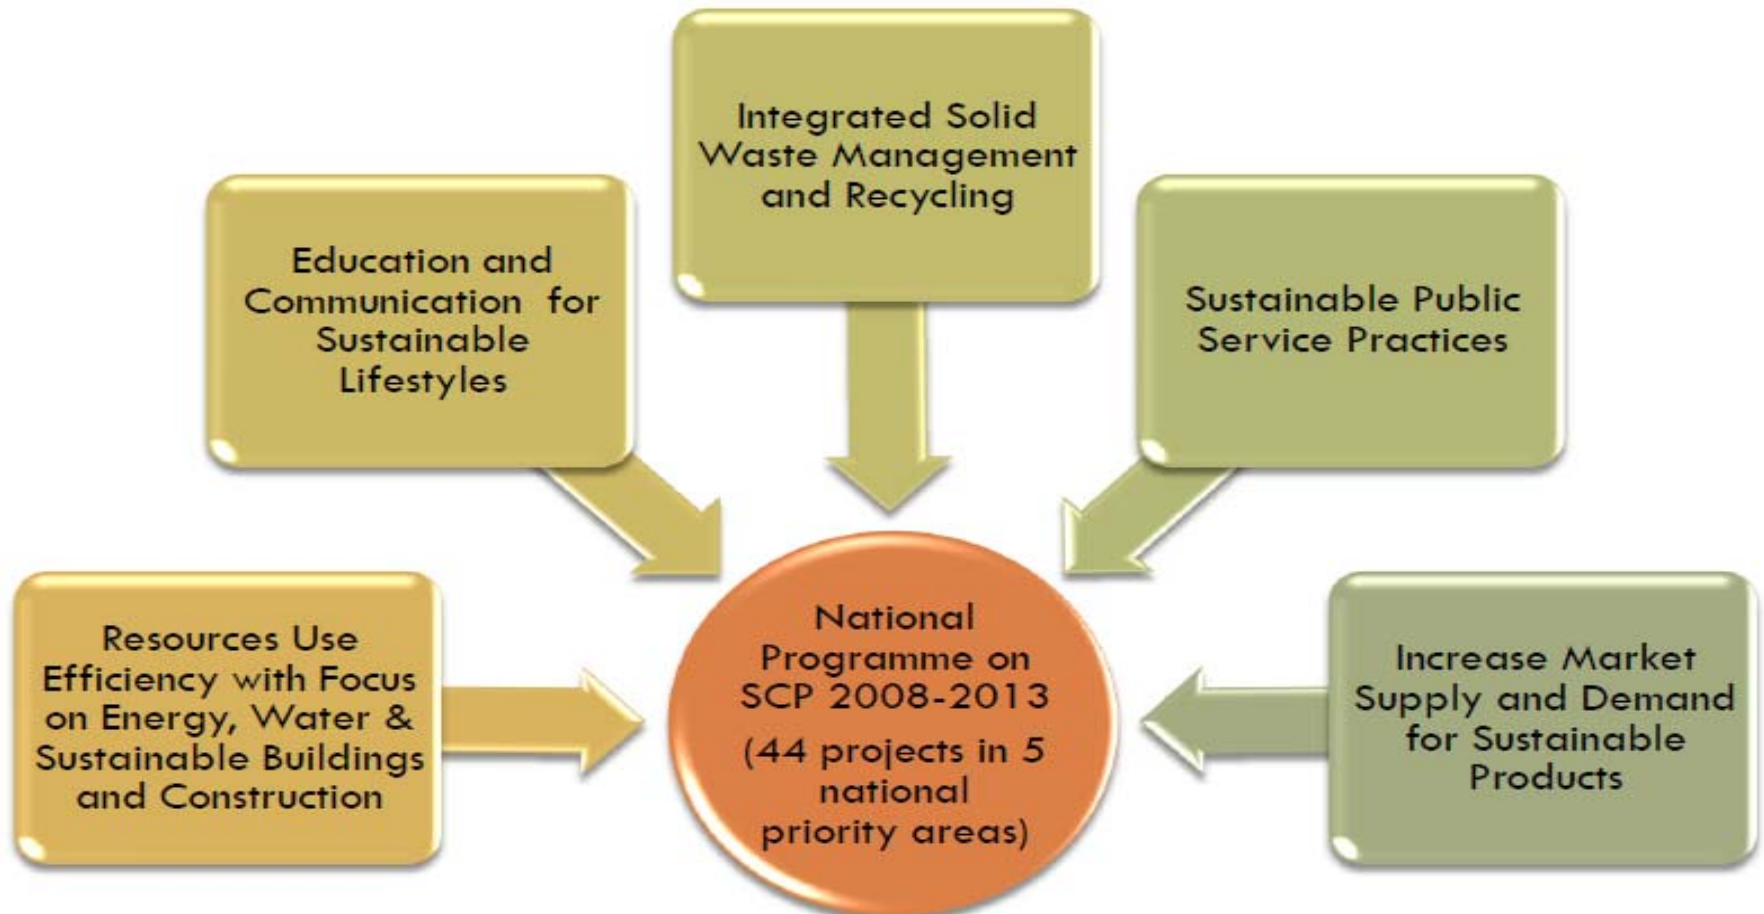 Integrated Solid
Waste Management
and Recycling
Education and
Communication for
Sustainable
Lifestyles
Sustainable Public
Service Practices
Resources Use
Efficiency with Focus
on Energy, Water &
Sustainable Buildings
and Construction
National
Programme on
SCP 2008-2013
(44 projects in 5
national
priority areas)
Increase Market
Supply and Demand
for Sustainable
Products